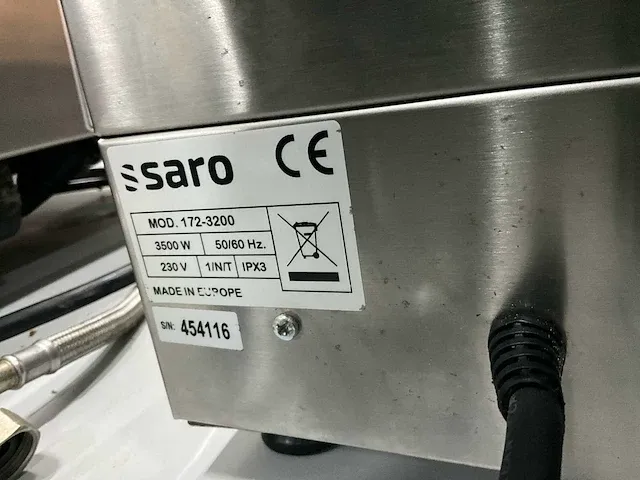 saro CE
MOD. 172-3200
3500 W 50/60 Hz.
230 V 1/N/T IPX3
MADE IN EUROPE
S/N: 454116